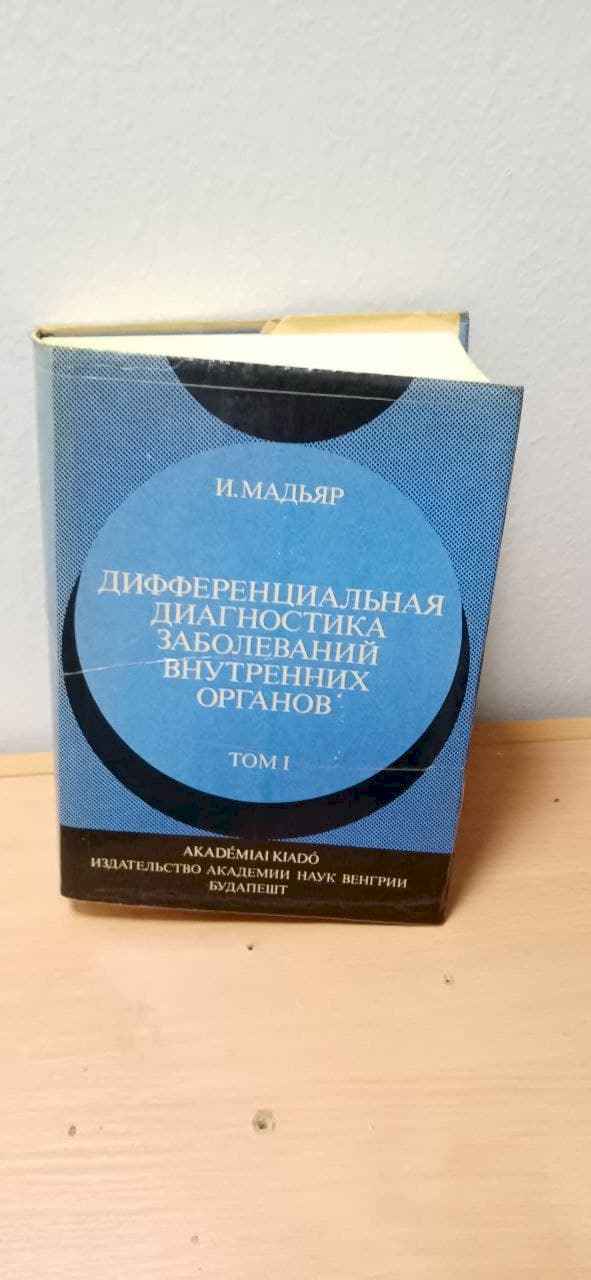 И. МАДЬЯР
ДИФФЕРЕНЦИАЛЬНАЯ
ДИАГНОСТИКА
ЗАБОЛЕВАНИЙ
ВНУТРЕННИХ
ОРГАНОВ
ТОМ I
AKADÉMIAI KIADÓ
ИЗДАТЕЛЬСТВО АКАДЕМИИ НАУК ВЕНГРИИ
БУДАПЕШТ